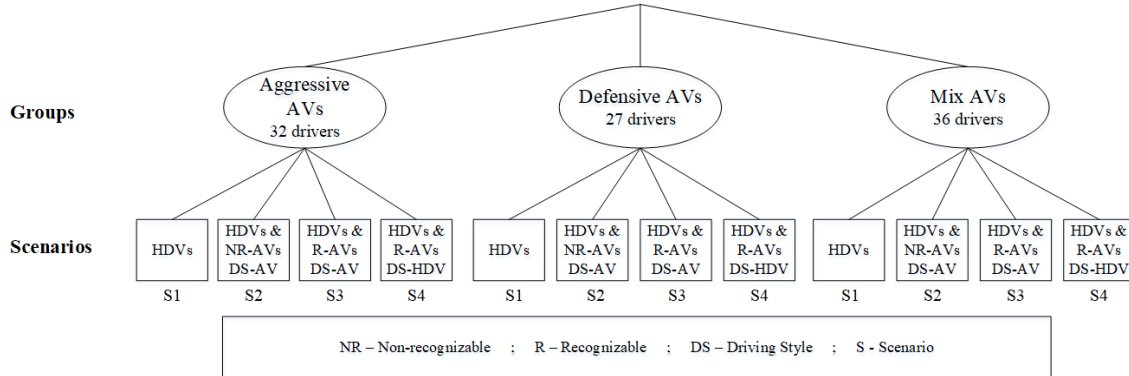 Groups
Aggressive
AVs
32 drivers
Defensive AVs
27 drivers
Mix AVs
36 drivers
Scenarios
HDVs
HDVs &
NR-AVs
DS-AV
HDVs &
R-AVs
DS-AV
HDVs &
R-AVs
DS-HDV
HDVs
HDVs &
NR-AVs
DS-AV
HDVs &
R-AVs
DS-AV
HDVs &
R-AVs
DS-HDV
HDVs
HDVs &
NR-AVs
DS-AV
HDVs &
R-AVs
DS-AV
HDVs &
R-AVs
DS-HDV
S1 S2 S3 S4 S1 S2 S3 S4 S1 S2 S3 S4
NR – Non-recognizable ; R – Recognizable ; DS – Driving Style ; S - Scenario